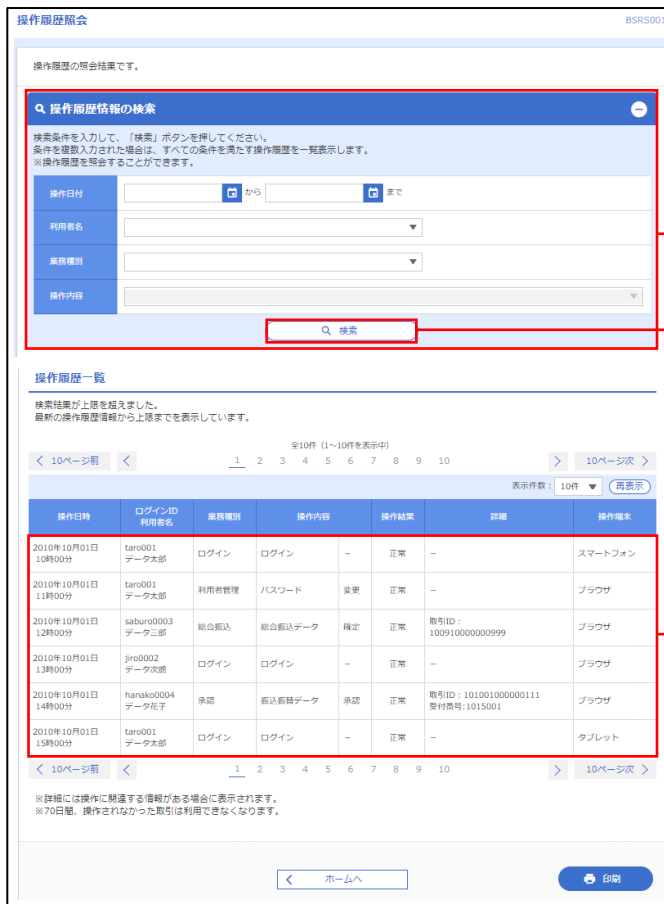 操作履歴照会 BSRS001
操作履歴の照会結果です。
操作履歴情報の検索
検索条件を入力して、「検索」ボタンを押してください。
条件を複数入力された場合は、すべての条件を満たす操作履歴を一覧表示します。
※操作履歴を照会することができます。
操作日付 から まで
利用者名
業務種別
操作内容
検索
操作履歴一覧
検索結果が上限を超えました。
最新の操作履歴情報から上限までを表示しています。
全10件（1～10件を表示中）
< 10ページ前 < 1 2 3 4 5 6 7 8 9 10 > 10ページ次 >
表示件数： 10件 再表示
操作日時 ログインID 利用者名 業務種別 操作内容 操作結果 詳細 操作端末
2010年10月01日 taro001 ログイン ログイン － 正常 － スマートフォン
10時00分 データ太郎
2010年10月01日 taro001 利用者管理 パスワード 変更 正常 － ブラウザ
11時00分 データ太郎
2010年10月01日 saburo0003 総合振込 総合振込データ 確定 正常 取引ID： ブラウザ
12時00分 データ三郎 100910000000999
2010年10月01日 jiro0002 ログイン ログイン － 正常 － ブラウザ
13時00分 データ次朗
2010年10月01日 hanako0004 承認 振込振替データ 承認 正常 取引ID：101001000000111 ブラウザ
14時00分 データ花子 受付番号:1015001
2010年10月01日 taro001 ログイン ログイン － 正常 － タブレット
15時00分 データ太郎
< 10ページ前 < 1 2 3 4 5 6 7 8 9 10 > 10ページ次 >
※詳細には操作に関連する情報がある場合に表示されます。
※70日間、操作されなかった取引は利用できなくなります。
< ホームへ 印刷